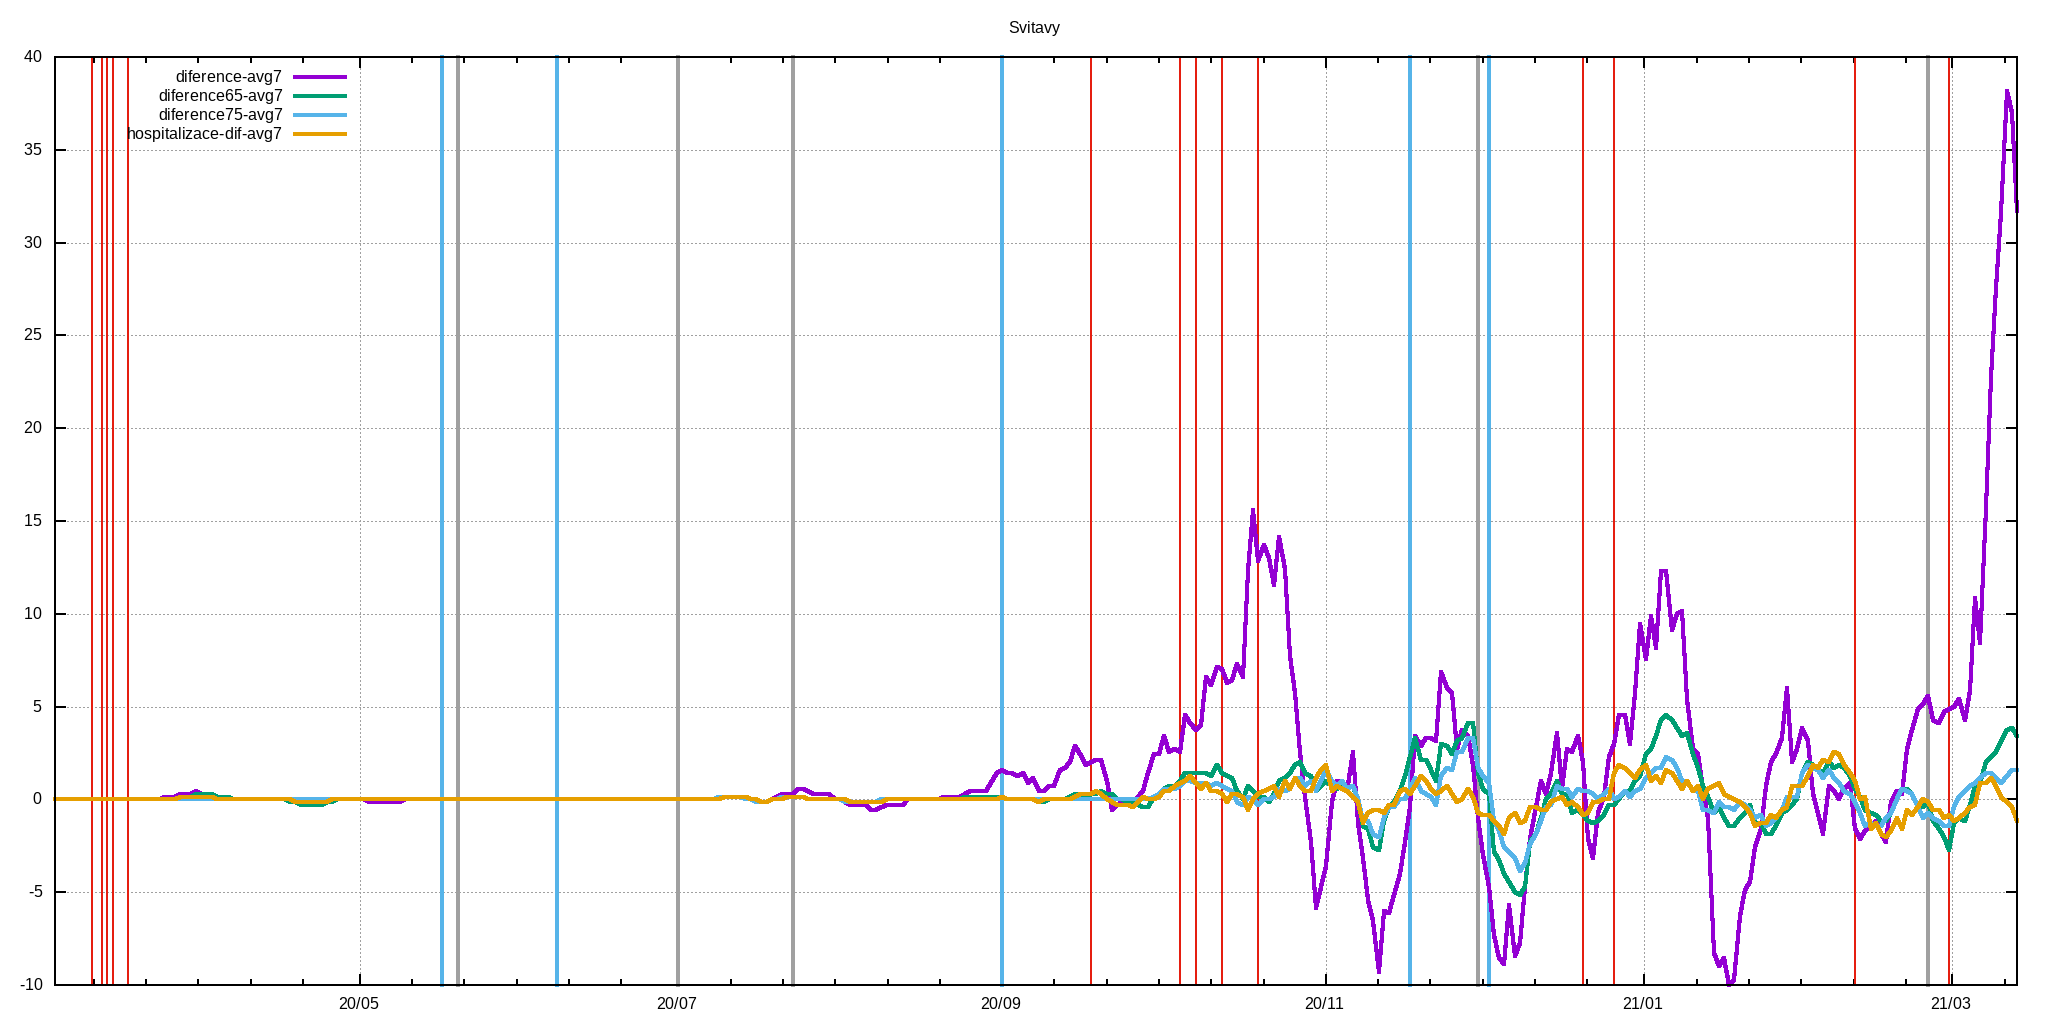 Svitavy
diference-avg7
diference65-avg7
diference75-avg7
hospitalizace-dif-avg7
40
35
30
25
20
15
10
5
0
-5
-10
20/05 20/07 20/09 20/11 21/01 21/03